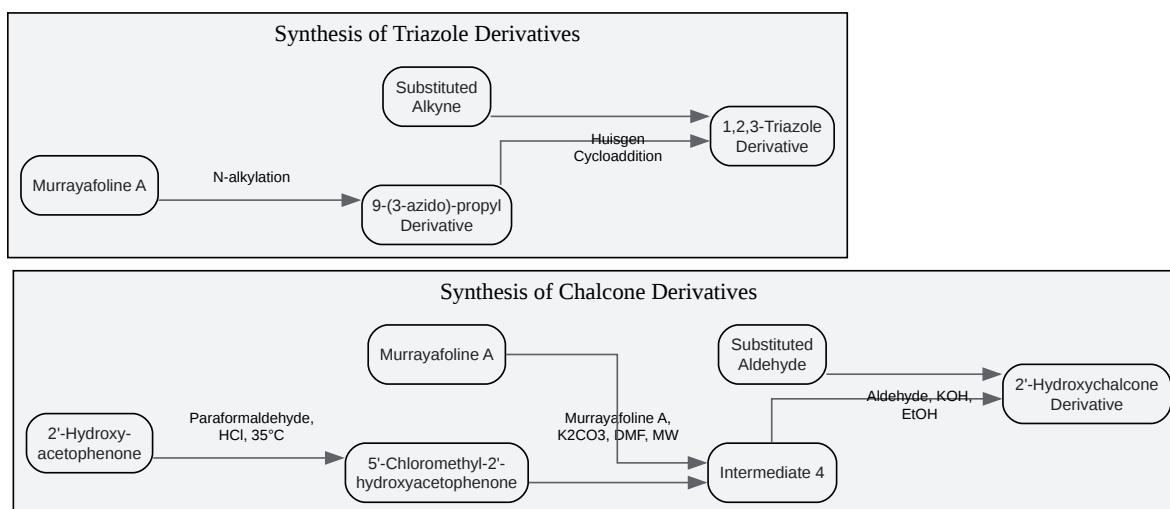 Synthesis of Triazole Derivatives
Substituted
Alkyne
1,2,3-Triazole
Derivative
Huisgen
Cycloaddition
Murrayafoline A
N-alkylation
9-(3-azido)-propyl
Derivative
Synthesis of Chalcone Derivatives
Murrayafoline A
Substituted
Aldehyde
2'-Hydroxychalcone
Derivative
Aldehyde, KOH,
EtOH
2'-Hydroxy-
acetophenone
Paraformaldehyde,
HCl, 35°C
Murrayafoline A,
K2CO3, DMF, MW
5'-Chloromethyl-2'-
hydroxyacetophenone
Intermediate 4